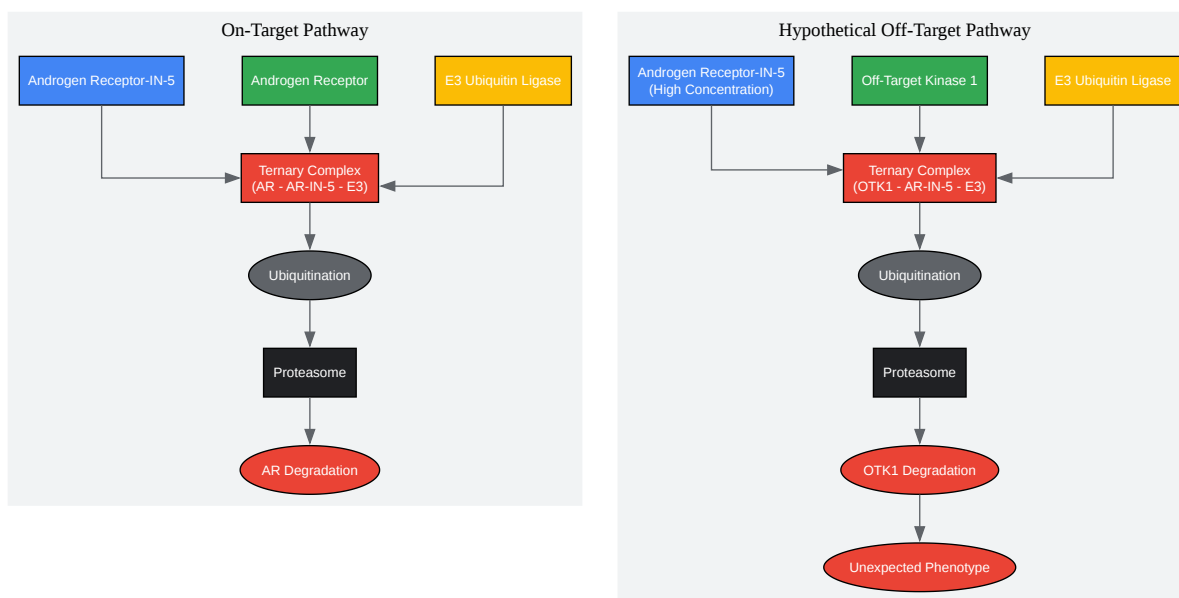 On-Target Pathway
Androgen Receptor-IN-5
Androgen Receptor
E3 Ubiquitin Ligase
Ternary Complex
(AR - AR-IN-5 - E3)
Ubiquitination
Proteasome
AR Degradation
Hypothetical Off-Target Pathway
Androgen Receptor-IN-5
(High Concentration)
Off-Target Kinase 1
E3 Ubiquitin Ligase
Ternary Complex
(OTK1 - AR-IN-5 - E3)
Ubiquitination
Proteasome
OTK1 Degradation
Unexpected Phenotype